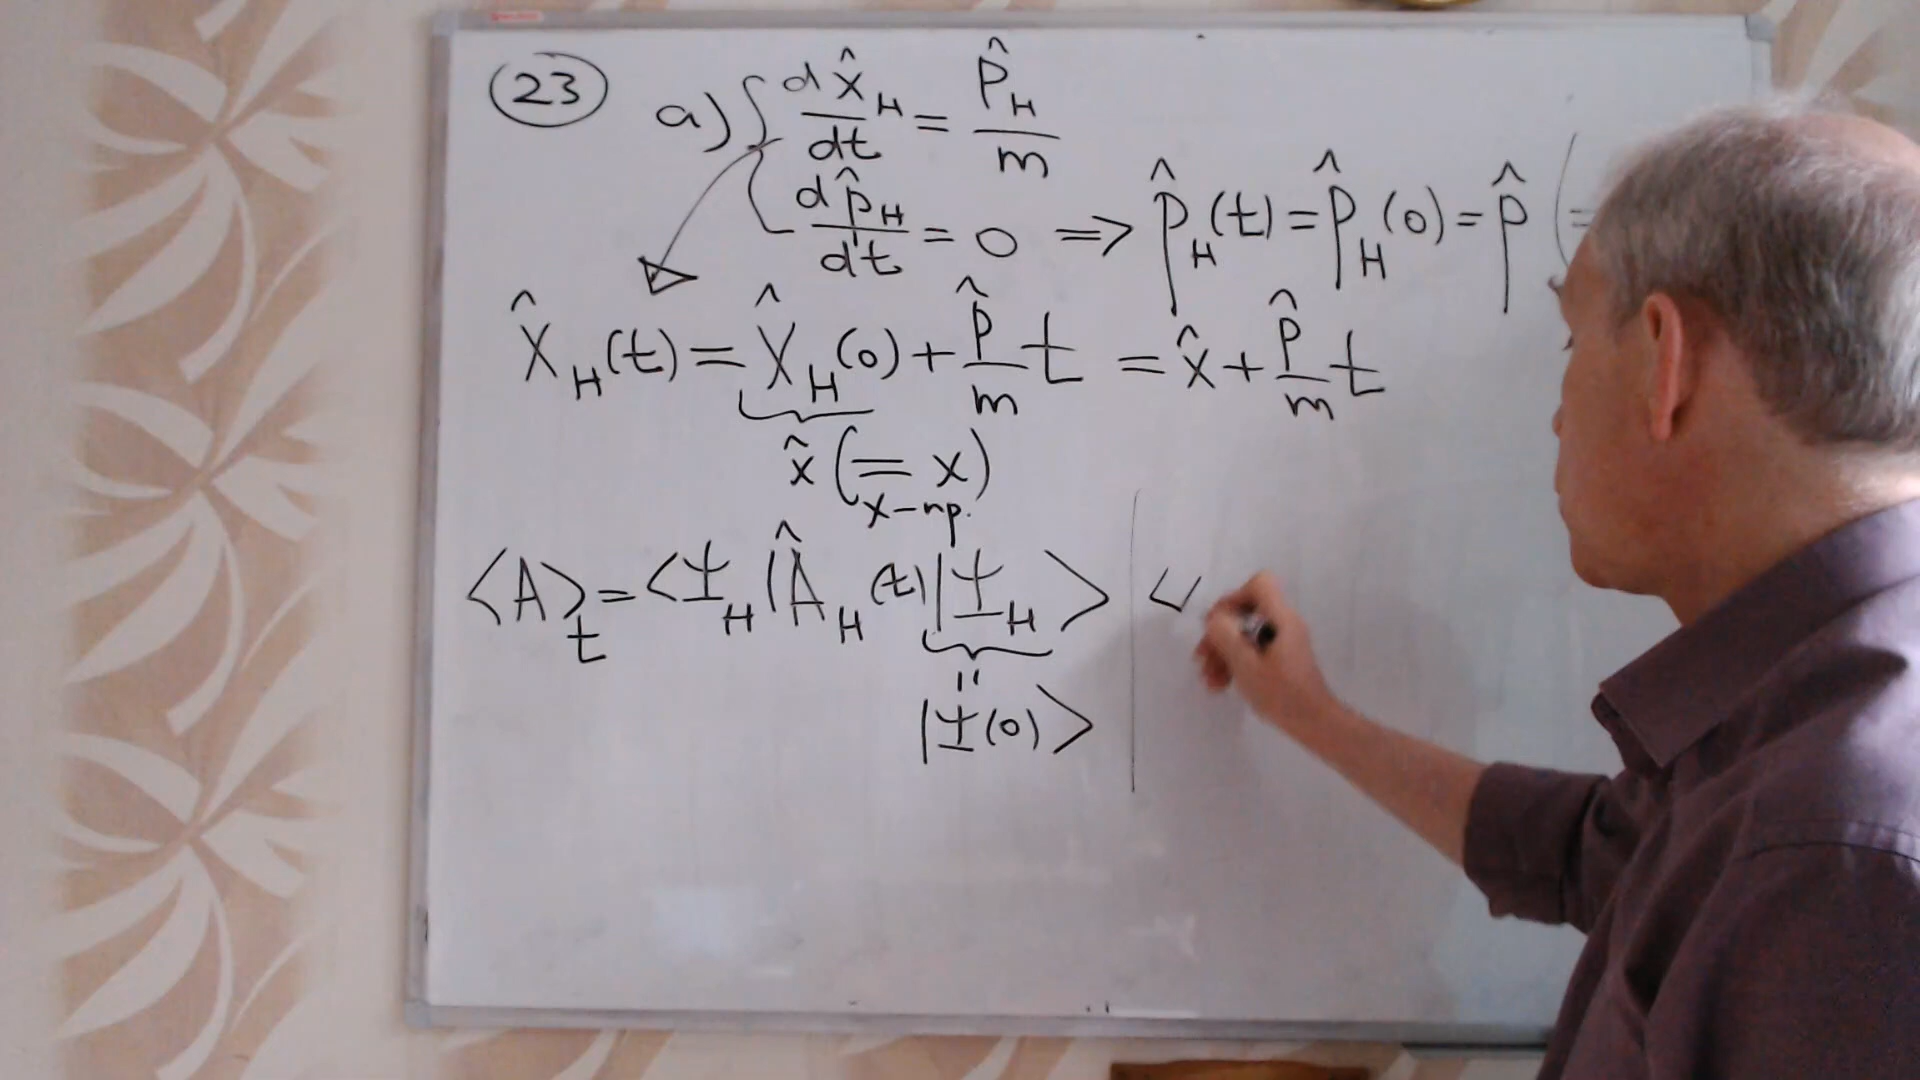 23
a) { dx̂_H/dt = p̂_H/m
dp̂_H/dt = 0 ⇒ p̂_H(t) = p̂_H(0) = p̂ (=
x̂_H(t) = x̂_H(0) + p̂/m t = x̂ + p̂/m t
x̂ (= x)
x-пр.
⟨A⟩_t = ⟨Ψ_H|Â_H(t)|Ψ_H⟩ | <
"
|Ψ(0)⟩